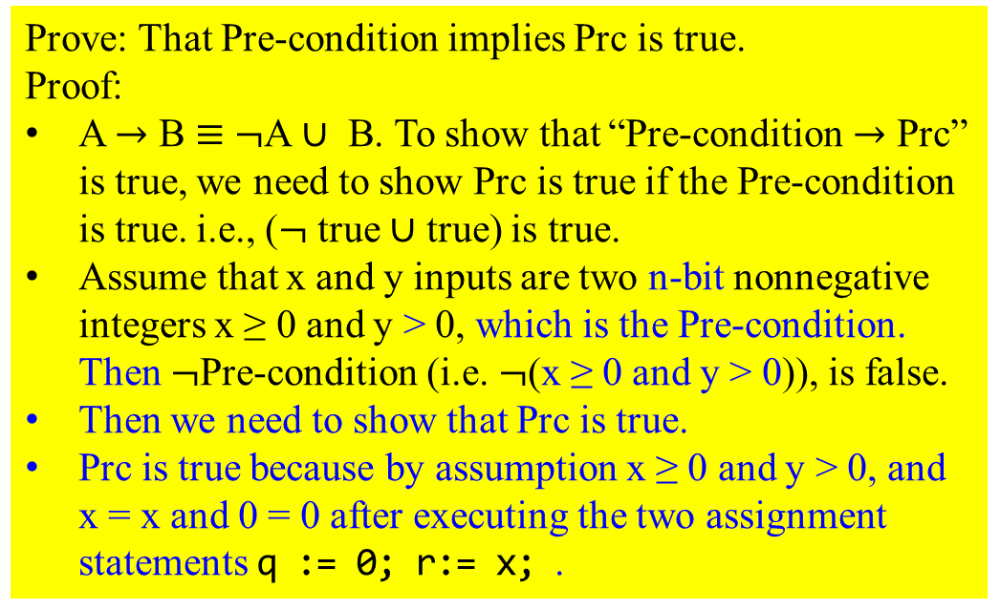 Prove: That Pre-condition implies Prc is true.
Proof:
• A → B ≡ ¬A ∪ B. To show that “Pre-condition → Prc”
is true, we need to show Prc is true if the Pre-condition
is true. i.e., (¬ true ∪ true) is true.
• Assume that x and y inputs are two n-bit nonnegative
integers x ≥ 0 and y > 0, which is the Pre-condition.
Then ¬Pre-condition (i.e. ¬(x ≥ 0 and y > 0)), is false.
• Then we need to show that Prc is true.
• Prc is true because by assumption x ≥ 0 and y > 0, and
x = x and 0 = 0 after executing the two assignment
statements q := 0; r:= x; .